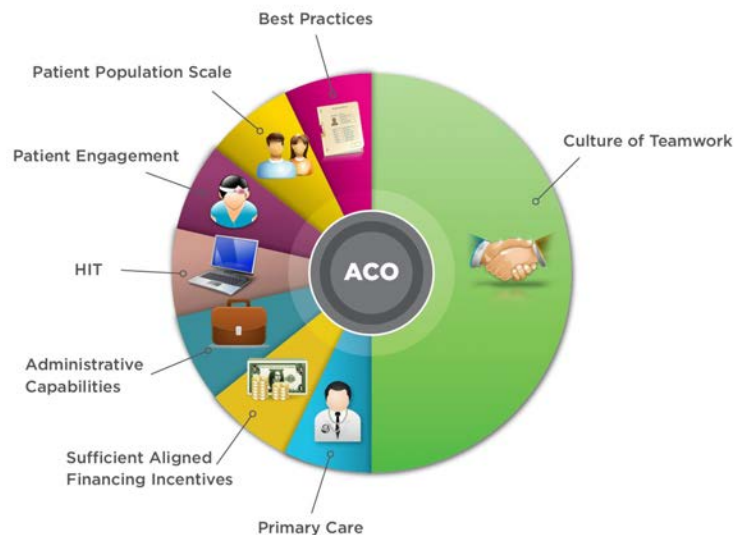 Best Practices
Patient Population Scale
Culture of Teamwork
Patient Engagement
HIT
ACO
Administrative
Capabilities
Sufficient Aligned
Financing Incentives
Primary Care